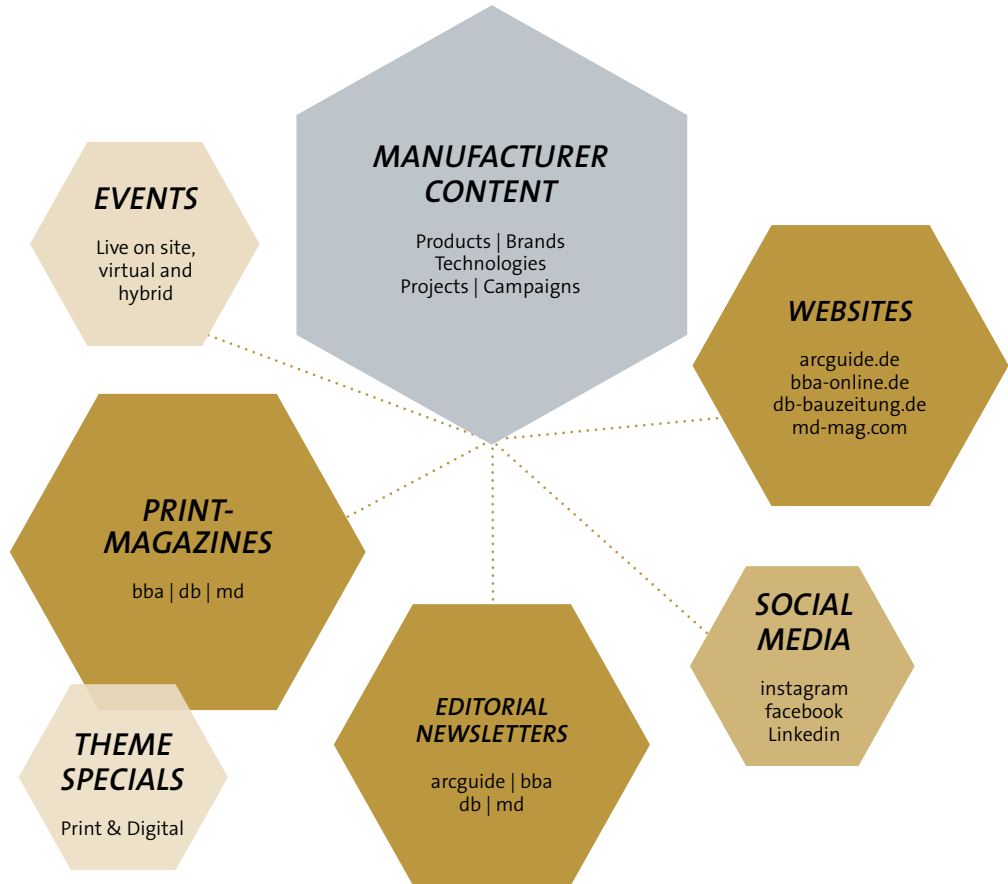 MANUFACTURER
CONTENT
Products | Brands
Technologies
Projects | Campaigns
EVENTS
Live on site,
virtual and
hybrid
WEBSITES
arcguide.de
bba-online.de
db-bauzeitung.de
md-mag.com
PRINT-
MAGAZINES
bba | db | md
SOCIAL
MEDIA
instagram
facebook
Linkedin
EDITORIAL
NEWSLETTERS
arcguide | bba
db | md
THEME
SPECIALS
Print & Digital